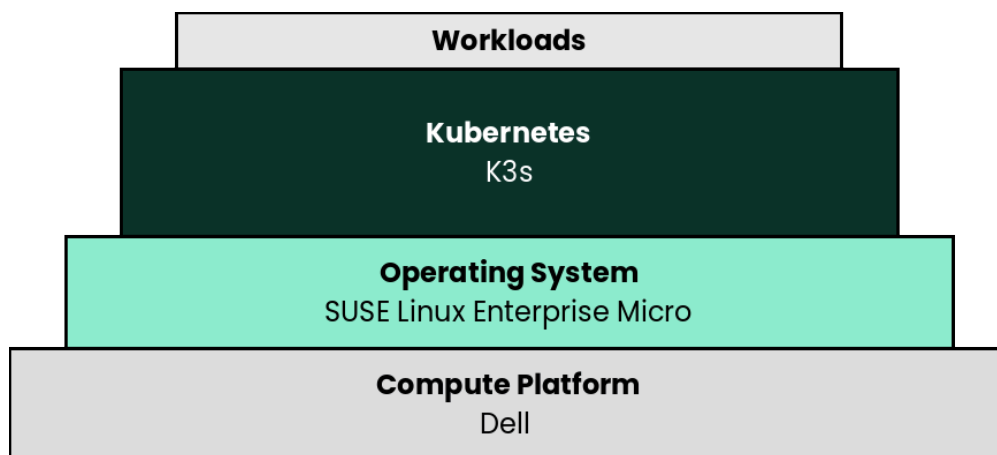 Workloads
Kubernetes
K3s
Operating System
SUSE Linux Enterprise Micro
Compute Platform
Dell